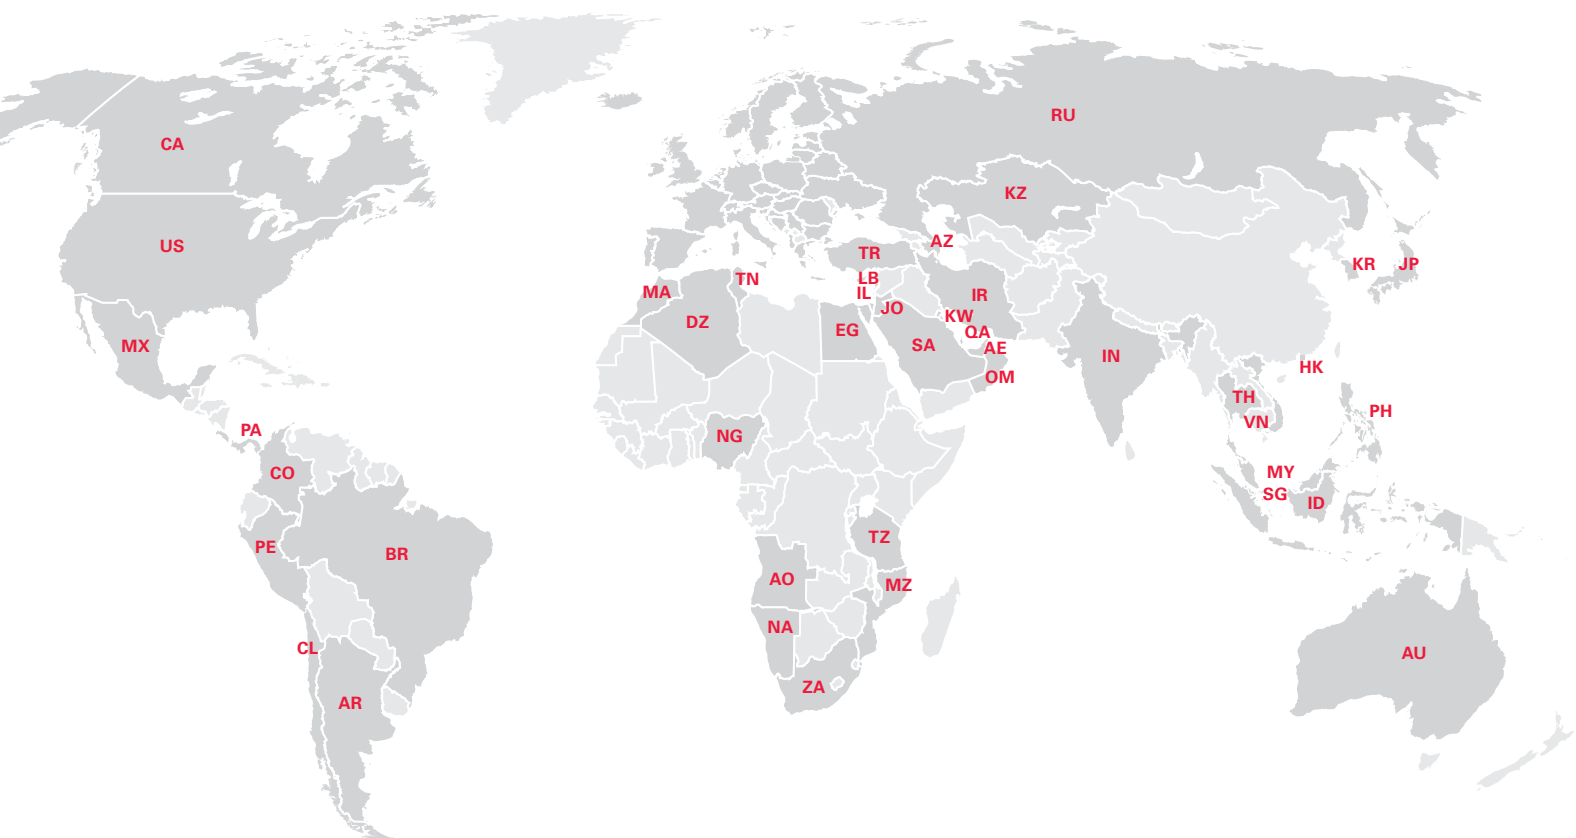 RU
CA
KZ
AZ
US
TR
KR
JP
LB
TN
MA
IL
IR
JO
KW
DZ
EG
QA
MX
SA
AE
IN
HK
OM
TH
PH
VN
PA
NG
CO
MY
SG
ID
TZ
PE
BR
AO
MZ
NA
CL
AU
ZA
AR